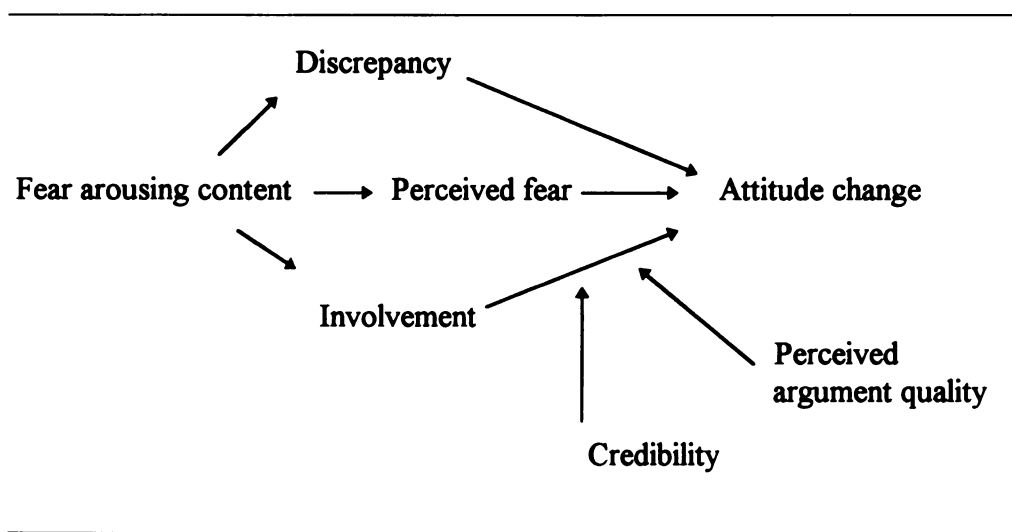 Discrepancy
Fear arousing content
Perceived fear
Attitude change
Involvement
Perceived
argument quality
Credibility